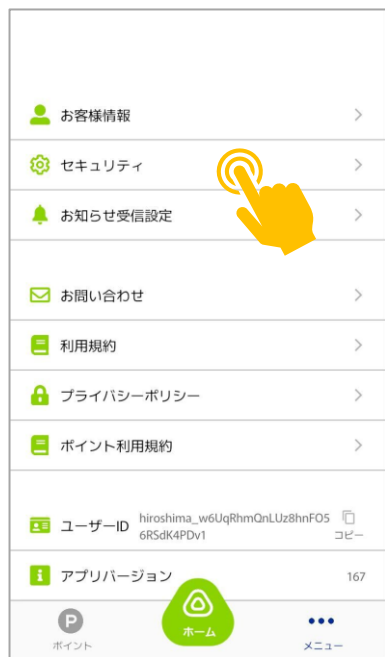 お客様情報
セキュリティ
お知らせ受信設定
お問い合わせ
利用規約
プライバシーポリシー
ポイント利用規約
ユーザーID hiroshima_w6UqRhmQnLUz8hnFO5
6RSdK4PDv1 コピー
アプリバージョン 167
P
ポイント ホーム メニュー